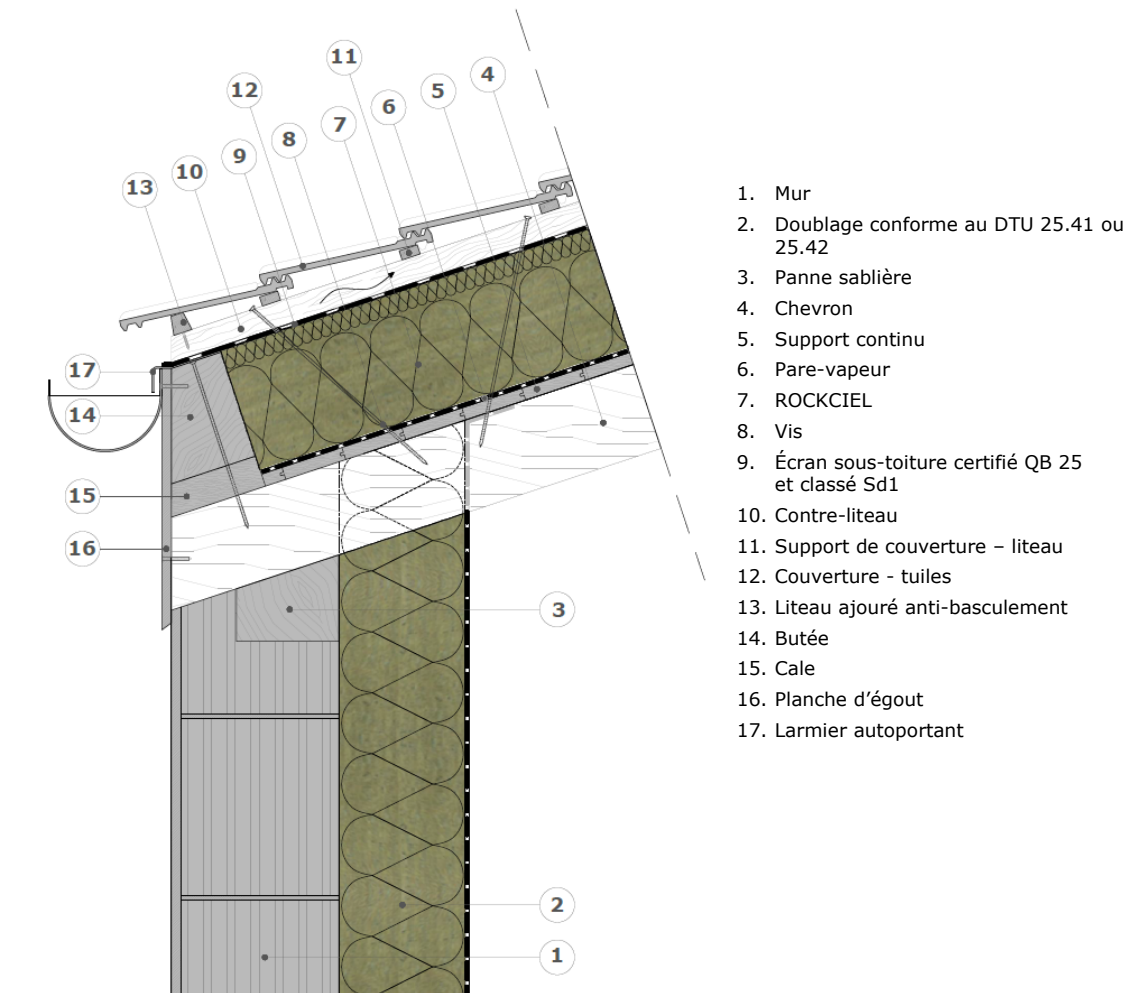 11
4
12
5
6
7
8
9
10
13
17
14
15
16
3
2
1
1. Mur
2. Doublage conforme au DTU 25.41 ou
25.42
3. Panne sablière
4. Chevron
5. Support continu
6. Pare-vapeur
7. ROCKCIEL
8. Vis
9. Écran sous-toiture certifié QB 25
et classé Sd1
10. Contre-liteau
11. Support de couverture – liteau
12. Couverture - tuiles
13. Liteau ajouré anti-basculement
14. Butée
15. Cale
16. Planche d’égout
17. Larmier autoportant